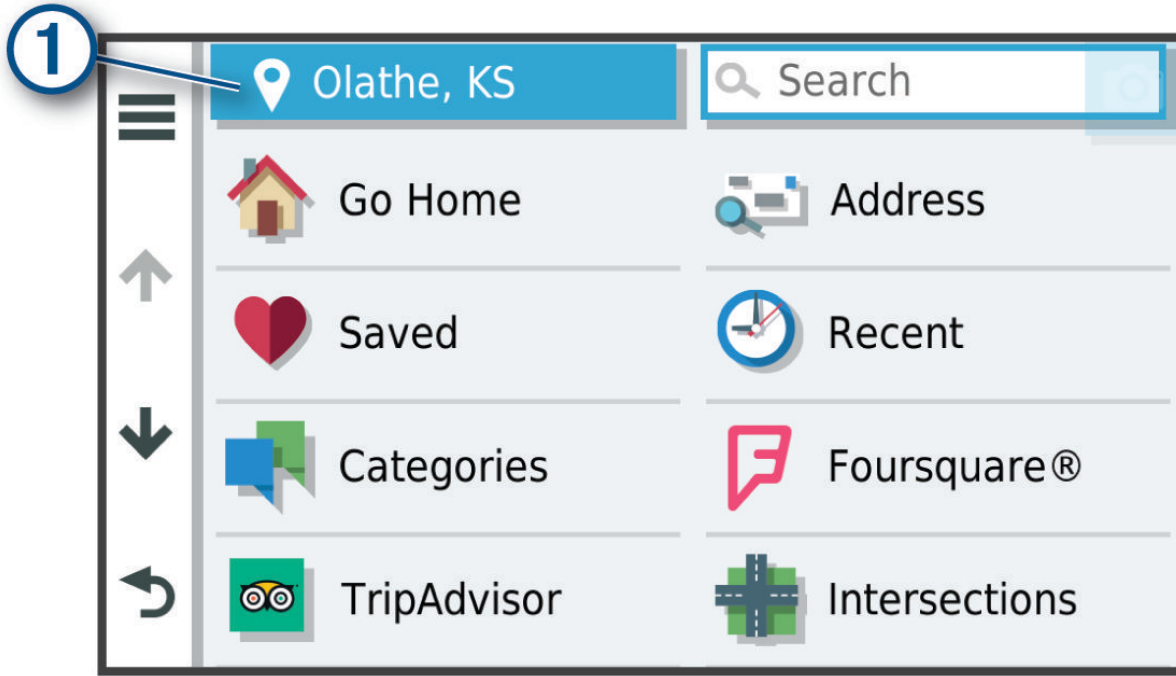 1
Olathe, KS
Search
Go Home
Address
Saved
Recent
Categories
Foursquare®
TripAdvisor
Intersections